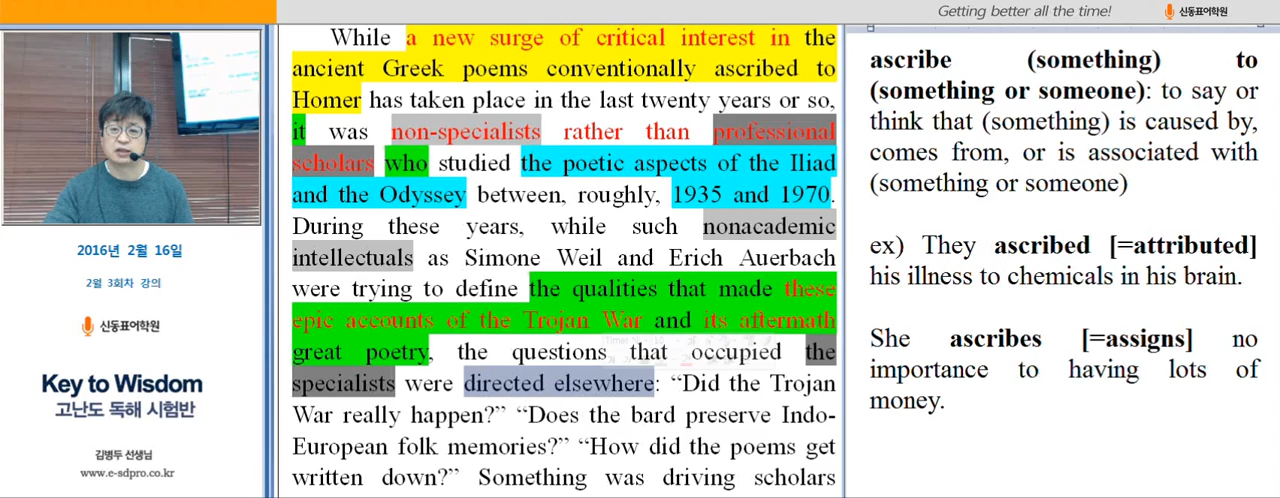 Getting better all the time!
신동표어학원
2016년 2월 16일
2월 3회차 강의
신동표어학원
Key to Wisdom
고난도 독해 시험반
김병두 선생님
www.e-sdpro.co.kr
While a new surge of critical interest in the
ancient Greek poems conventionally ascribed to
Homer has taken place in the last twenty years or so,
it was non-specialists rather than professional
scholars who studied the poetic aspects of the Iliad
and the Odyssey between, roughly, 1935 and 1970.
During these years, while such nonacademic
intellectuals as Simone Weil and Erich Auerbach
were trying to define the qualities that made these
epic accounts of the Trojan War and its aftermath
great poetry, the questions that occupied the
specialists were directed elsewhere: “Did the Trojan
War really happen?” “Does the bard preserve Indo-
European folk memories?” “How did the poems get
written down?” Something was driving scholars
ascribe (something) to
(something or someone): to say or
think that (something) is caused by,
comes from, or is associated with
(something or someone)
ex) They ascribed [=attributed]
his illness to chemicals in his brain.
She ascribes [=assigns] no
importance to having lots of
money.